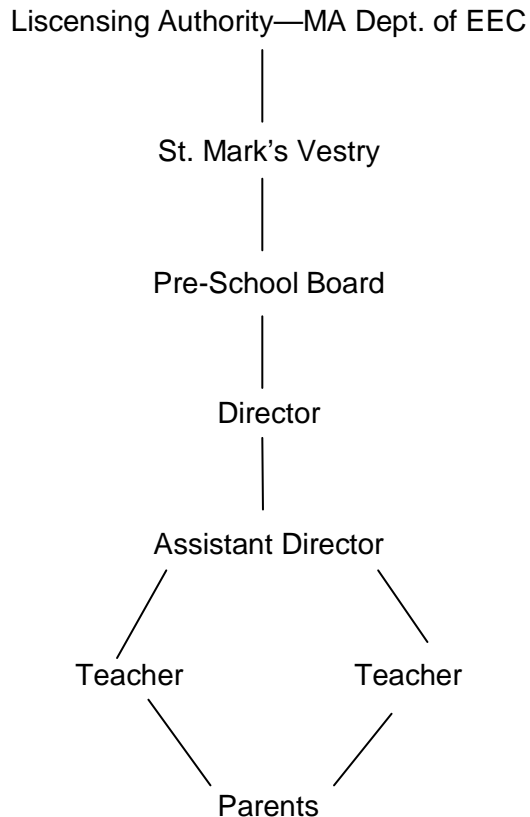 Liscensing Authority—MA Dept. of EEC
St. Mark's Vestry
Pre-School Board
Director
Assistant Director
Teacher Teacher
Parents